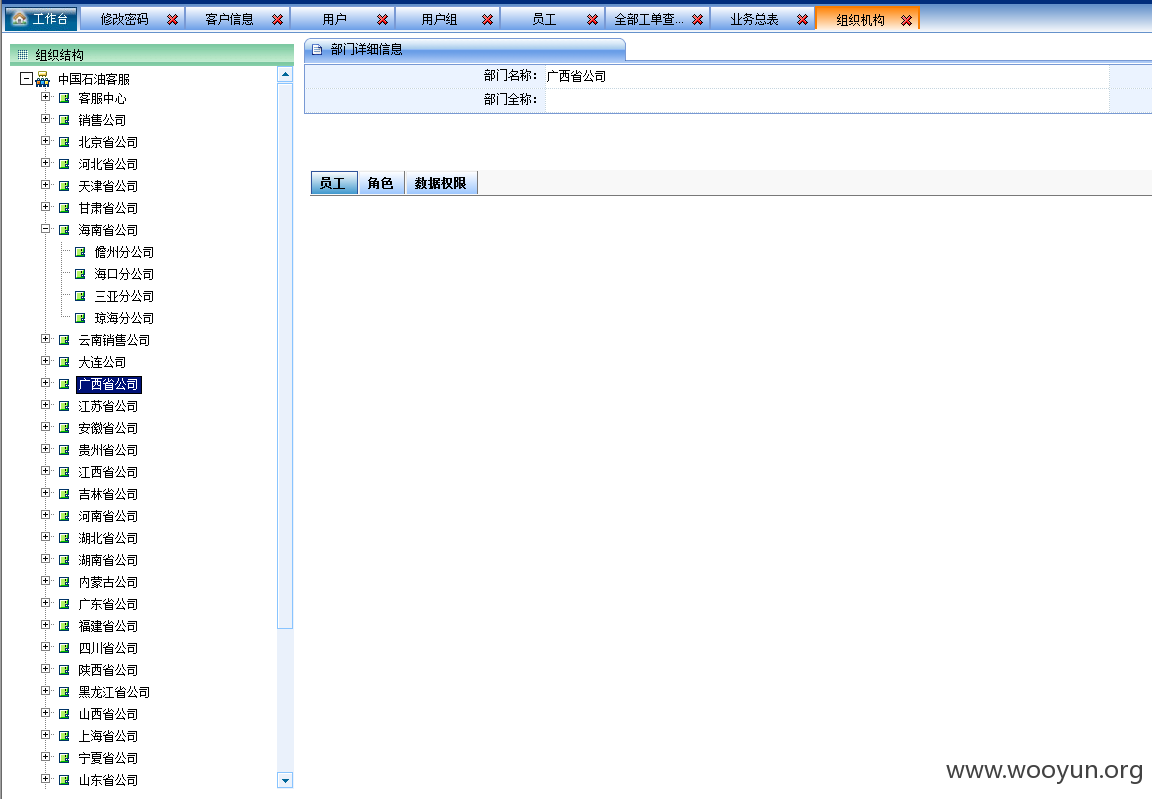 工作台 修改密码 客户信息 用户 用户组 员工 全部工单查... 业务总表 组织机构
组织结构
中国石油客服
客服中心
销售公司
北京省公司
河北省公司
天津省公司
甘肃省公司
海南省公司
儋州分公司
海口分公司
三亚分公司
琼海分公司
云南销售公司
大连公司
广西省公司
江苏省公司
安徽省公司
贵州省公司
江西省公司
吉林省公司
河南省公司
湖北省公司
湖南省公司
内蒙古公司
广东省公司
福建省公司
四川省公司
陕西省公司
黑龙江省公司
山西省公司
上海省公司
宁夏省公司
山东省公司
部门详细信息
部门名称: 广西省公司
部门全称:
员工 角色 数据权限
www.wooyun.org